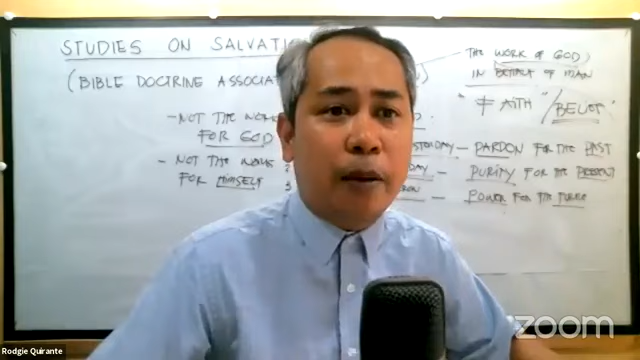 STUDIES ON SALVATI
(BIBLE DOCTRINE ASSOCIA
THE WORK OF GOD)
IN BEHALF OF MAN
"FAITH"/BELIEF"
- NOT THE WORK
FOR GOD
- NOT THE WORK
FOR HIMSELF
PARDON FOR THE PAST
PURITY FOR THE PRESENT
POWER FOR THE FUTURE
Rodgie Quirante
zoom